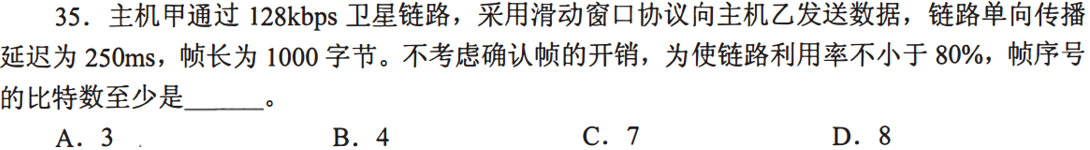 35．主机甲通过 128kbps 卫星链路，采用滑动窗口协议向主机乙发送数据，链路单向传播
延迟为 250ms，帧长为 1000 字节。不考虑确认帧的开销，为使链路利用率不小于 80%，帧序号
的比特数至少是______。
A．3 B．4 C．7 D．8